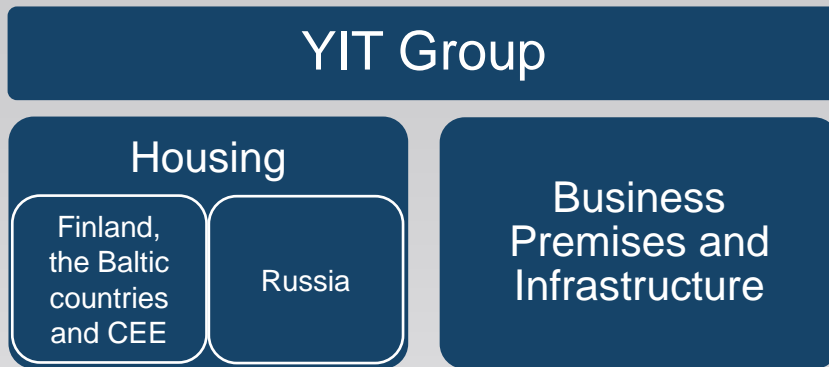 YIT Group
Housing
Finland,
the Baltic
countries
and CEE
Russia
Business
Premises and
Infrastructure